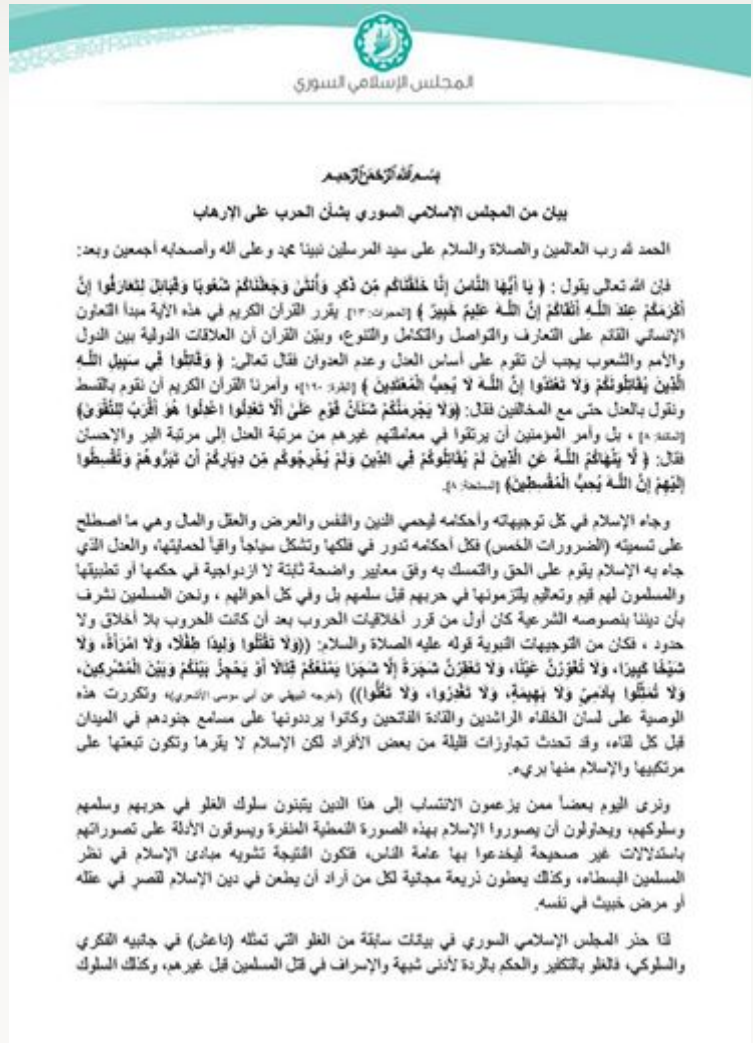 المجلس الإسلامي السوري
بسم الله الرحمن الرحيم
بيان من المجلس الإسلامي السوري بشأن الحرب على الإرهاب
الحمد لله رب العالمين والصلاة والسلام على سيد المرسلين نبينا محمد وعلى آله وأصحابه أجمعين وبعد:
فإن الله تعالى يقول : ﴿ يَا أَيُّهَا النَّاسُ إِنَّا خَلَقْنَاكُم مِّن ذَكَرٍ وَأُنثَىٰ وَجَعَلْنَاكُمْ شُعُوبًا وَقَبَائِلَ لِتَعَارَفُوا إِنَّ
أَكْرَمَكُمْ عِندَ اللَّـهِ أَتْقَاكُمْ إِنَّ اللَّـهَ عَلِيمٌ خَبِيرٌ ﴾ [الحجرات: ١٣]. يقرر القرآن الكريم في هذه الآية مبدأ التعاون
الإنساني القائم على التعارف والتواصل والتكامل والتنوع، وبيّن القرآن أن العلاقات الدولية بين الدول
والأمم والشعوب يجب أن تقوم على أساس العدل وعدم العدوان فقال تعالى: ﴿ وَقَاتِلُوا فِي سَبِيلِ اللَّـهِ
الَّذِينَ يُقَاتِلُونَكُمْ وَلَا تَعْتَدُوا إِنَّ اللَّـهَ لَا يُحِبُّ الْمُعْتَدِينَ ﴾ [البقرة: ١٩٠]، وأمرنا القرآن الكريم أن نقوم بالقسط
ونقول بالعدل حتى مع المخالفين فقال: ﴿وَلَا يَجْرِمَنَّكُمْ شَنَآنُ قَوْمٍ عَلَىٰ أَلَّا تَعْدِلُوا اعْدِلُوا هُوَ أَقْرَبُ لِلتَّقْوَىٰ﴾
[المائدة: ٨] ، بل وأمر المؤمنين أن يرتقوا في معاملتهم غيرهم من مرتبة العدل إلى مرتبة البر والإحسان
فقال: ﴿ لَّا يَنْهَاكُمُ اللَّـهُ عَنِ الَّذِينَ لَمْ يُقَاتِلُوكُمْ فِي الدِّينِ وَلَمْ يُخْرِجُوكُم مِّن دِيَارِكُمْ أَن تَبَرُّوهُمْ وَتُقْسِطُوا
إِلَيْهِمْ إِنَّ اللَّـهَ يُحِبُّ الْمُقْسِطِينَ﴾ [الممتحنة: ٨].
وجاء الإسلام في كل توجيهاته وأحكامه ليحمي الدين والنفس والعرض والعقل والمال وهي ما اصطلح
على تسميته (الضرورات الخمس) فكل أحكامه تدور في فلكها وتشكل سياجاً واقياً لحمايتها، والعدل الذي
جاء به الإسلام يقوم على الحق والتمسك به وفق معايير واضحة ثابتة لا ازدواجية في حكمها أو تطبيقها
والمسلمون لهم قيم وتعاليم يلتزمونها في حربهم قبل سلمهم بل وفي كل أحوالهم ، ونحن المسلمين نشرف
بأن ديننا بنصوصه الشرعية كان أول من قرر أخلاقيات الحروب بعد أن كانت الحروب بلا أخلاق ولا
حدود ، فكان من التوجيهات النبوية قوله عليه الصلاة والسلام: ((وَلَا تَقْتُلُوا وَلِيدًا طِفْلًا، وَلَا امْرَأَةً، وَلَا
شَيْخًا كَبِيرًا، وَلَا تُغَوِّرُنَّ عَيْنًا، وَلَا تَعْقِرُنَّ شَجَرَةً إِلَّا شَجَرًا يَمْنَعُكُمْ قِتَالًا أَوْ يَحْجِزُ بَيْنَكُمْ وَبَيْنَ الْمُشْرِكِينَ،
وَلَا تُمَثِّلُوا بِآدَمِيٍّ وَلَا بَهِيمَةٍ، وَلَا تَغْدِرُوا، وَلَا تَغُلُّوا)) (أخرجه البيهقي عن أبي موسى الأشعري)، وتكررت هذه
الوصية على لسان الخلفاء الراشدين والقادة الفاتحين وكانوا يرددونها على مسامع جنودهم في الميدان
قبل كل لقاء، وقد تحدث تجاوزات قليلة من بعض الأفراد لكن الإسلام لا يقرها وتكون تبعتها على
مرتكبيها والإسلام منها بريء.
ونرى اليوم بعضاً ممن يزعمون الانتساب إلى هذا الدين يتبنون سلوك الغلو في حربهم وسلمهم
وسلوكهم، ويحاولون أن يصوروا الإسلام بهذه الصورة النمطية المنفرة ويسوقون الأدلة على تصوراتهم
باستدلالات غير صحيحة ليخدعوا بها عامة الناس، فتكون النتيجة تشويه مبادئ الإسلام في نظر
المسلمين البسطاء، وكذلك يعطون ذريعة مجانية لكل من أراد أن يطعن في دين الإسلام لقصر في عقله
أو مرض خبيث في نفسه.
لذا حذر المجلس الإسلامي السوري في بيانات سابقة من الغلو التي تمثله (داعش) في جانبيه الفكري
والسلوكي، فالغلو بالتكفير والحكم بالردة لأدنى شبهة والإسراف في قتل المسلمين قبل غيرهم، وكذلك السلوك